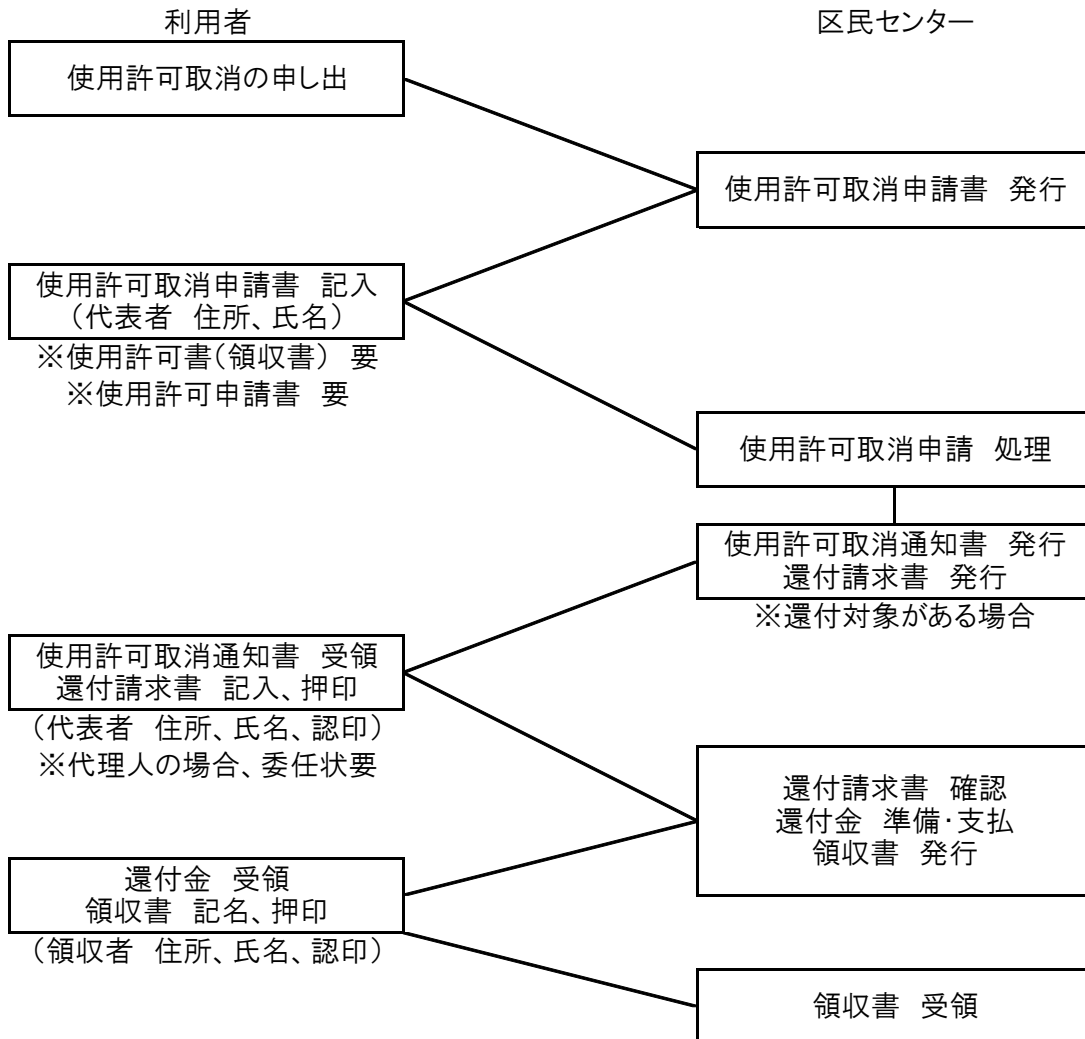 利用者
区民センター
使用許可取消の申し出
使用許可取消申請書 発行
使用許可取消申請書 記入
（代表者 住所、氏名）
※使用許可書（領収書） 要
※使用許可申請書 要
使用許可取消申請 処理
使用許可取消通知書 発行
還付請求書 発行
※還付対象がある場合
使用許可取消通知書 受領
還付請求書 記入、押印
（代表者 住所、氏名、認印）
※代理人の場合、委任状要
還付請求書 確認
還付金 準備・支払
領収書 発行
還付金 受領
領収書 記名、押印
（領収者 住所、氏名、認印）
領収書 受領